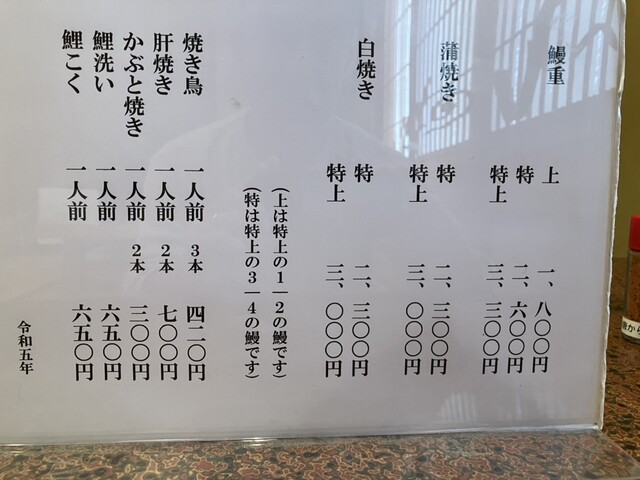 鰻重 上 一、八〇〇円
特 二、六〇〇円
特上 三、三〇〇円
蒲焼き 特 二、三〇〇円
特上 三、〇〇〇円
白焼き 特 二、三〇〇円
特上 三、〇〇〇円
(上は特上の1―2の鰻です)
(特は特上の3―4の鰻です)
焼き鳥 一人前 3本 四二〇円
肝焼き 一人前 2本 七〇〇円
かぶと焼き 一人前 2本 三〇〇円
鯉洗い 一人前 六五〇円
鯉こく 一人前 六五〇円
令和五年